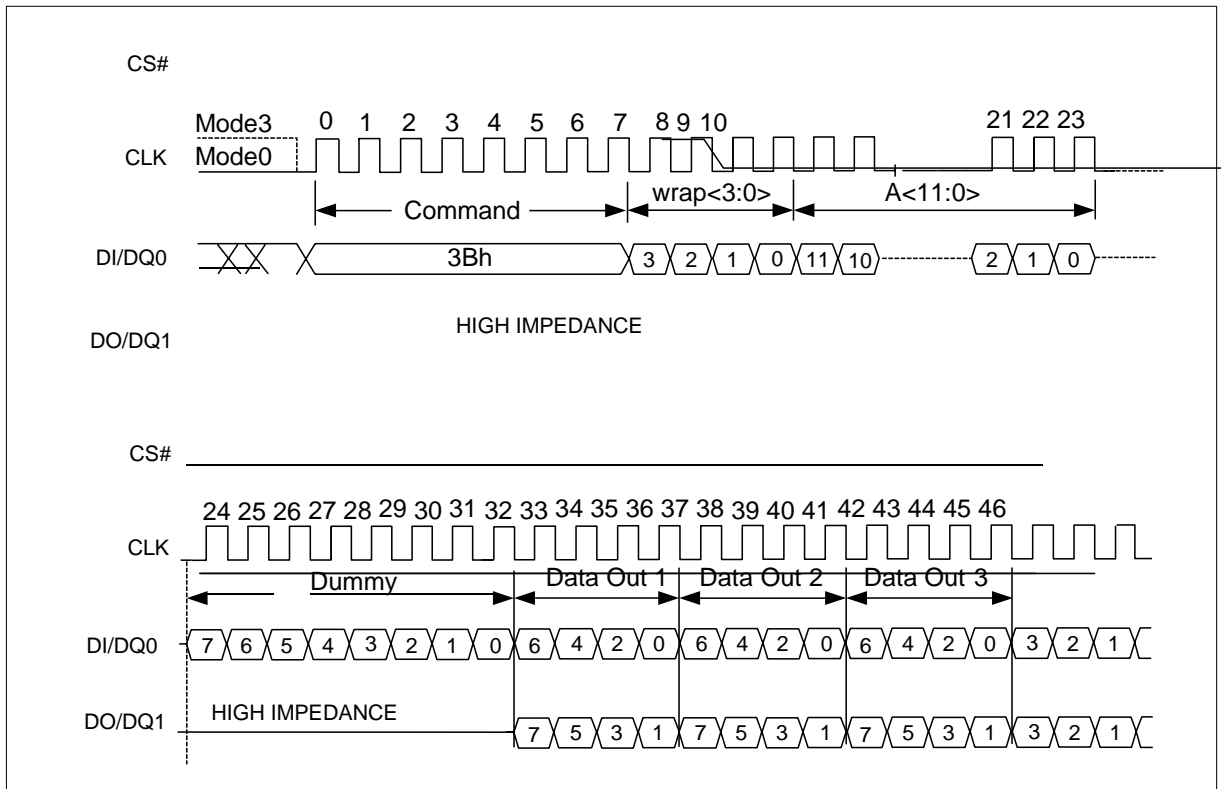 CS#
Mode3 0 1 2 3 4 5 6 7 8 9 10 21 22 23
CLK Mode0
Command wrap<3:0> A<11:0>
DI/DQ0 3Bh 3 2 1 0 11 10 2 1 0
HIGH IMPEDANCE
DO/DQ1
CS#
24 25 26 27 28 29 30 31 32 33 34 35 36 37 38 39 40 41 42 43 44 45 46
CLK
Dummy Data Out 1 Data Out 2 Data Out 3
DI/DQ0 7 6 5 4 3 2 1 0 6 4 2 0 6 4 2 0 6 4 2 0 3 2 1
DO/DQ1 HIGH IMPEDANCE 7 5 3 1 7 5 3 1 7 5 3 1 3 2 1